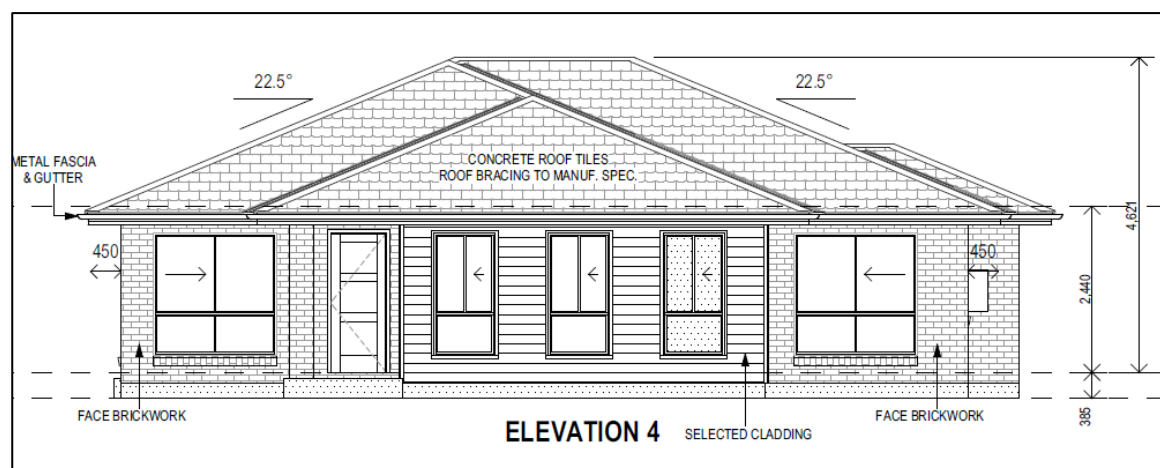 22.5°
22.5°
METAL FASCIA
& GUTTER
CONCRETE ROOF TILES
ROOF BRACING TO MANUF. SPEC.
450
450
4,621
2,440
385
FACE BRICKWORK
ELEVATION 4
SELECTED CLADDING
FACE BRICKWORK